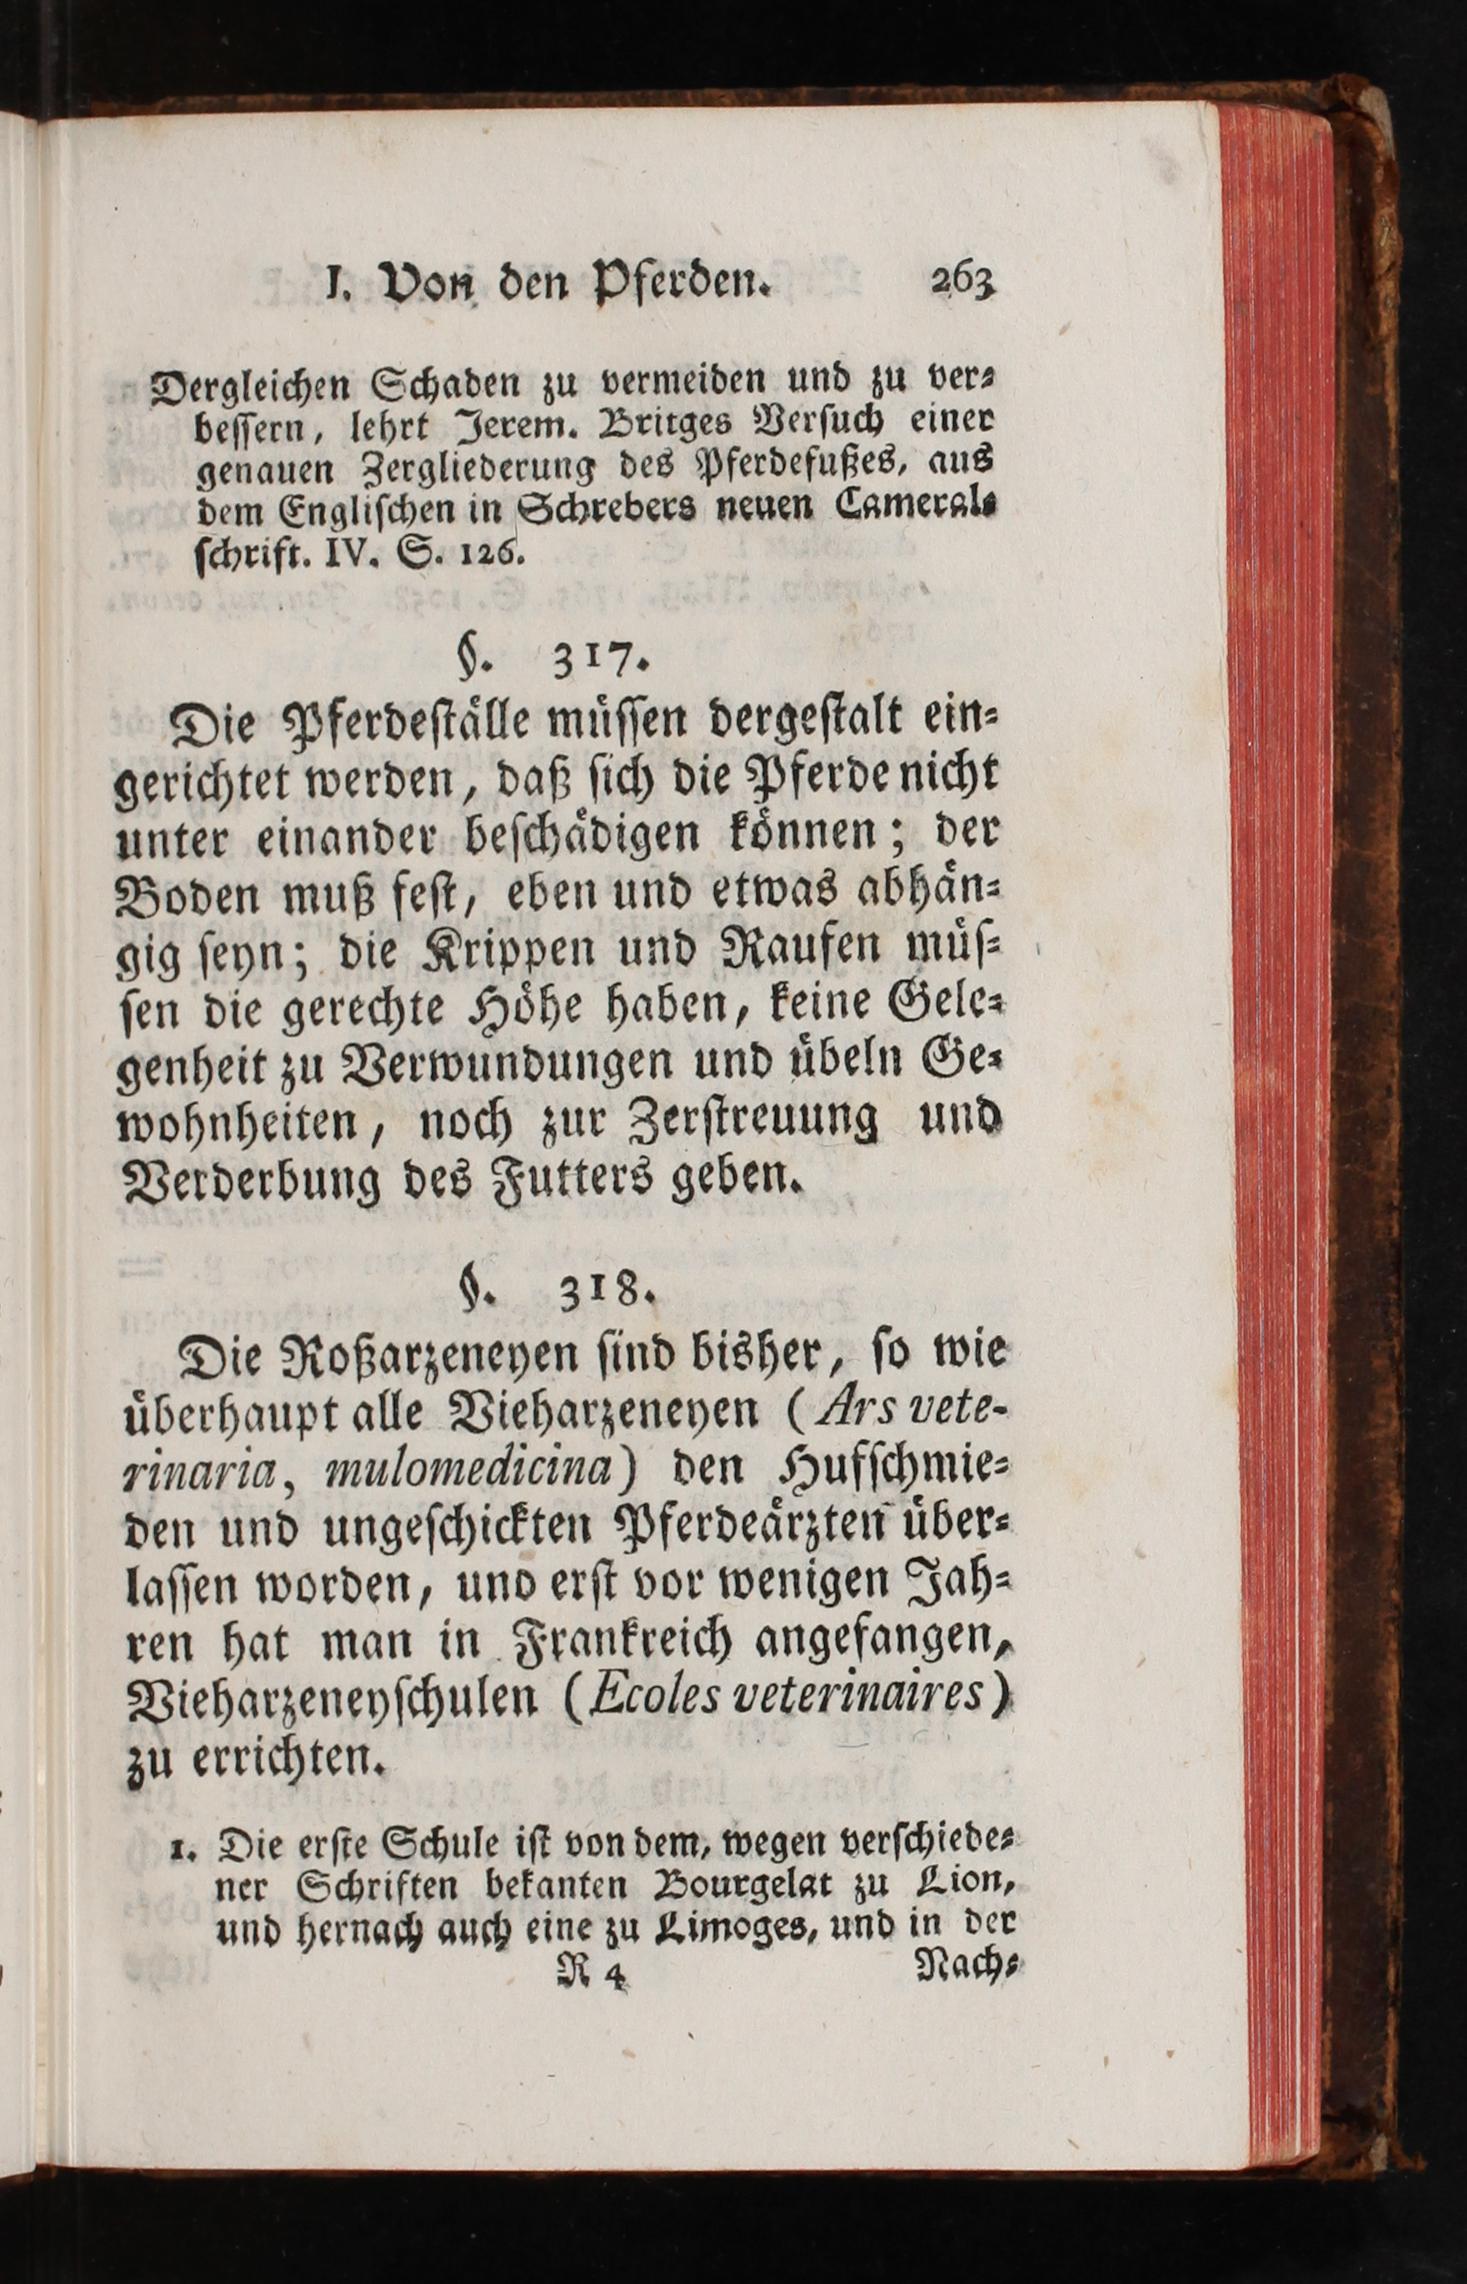 I. Von den Pferden. 263
Dergleichen Schaden zu vermeiden und zu ver⸗
bessern, lehrt Jerem. Britges Versuch einer
genauen Zergliederung des Pferdefußes, aus
dem Englischen in Schrebers neuen Cameral⸗
schrift. IV. S. 126.
§. 317.
Die Pferdeställe müssen dergestalt ein⸗
gerichtet werden, daß sich die Pferde nicht
unter einander beschädigen können; der
Boden muß fest, eben und etwas abhän⸗
gig seyn; die Krippen und Raufen müs⸗
sen die gerechte Höhe haben, keine Gele⸗
genheit zu Verwundungen und übeln Ge⸗
wohnheiten, noch zur Zerstreuung und
Verderbung des Futters geben.
§. 318.
Die Roßarzeneyen sind bisher, so wie
überhaupt alle Vieharzeneyen (Ars vete-
rinaria, mulomedicina) den Hufschmie⸗
den und ungeschickten Pferdeärzten über⸗
lassen worden, und erst vor wenigen Jah⸗
ren hat man in Frankreich angefangen,
Vieharzeneyschulen (Ecoles veterinaires)
zu errichten.
1. Die erste Schule ist von dem, wegen verschiede⸗
ner Schriften bekanten Bourgelat zu Lion,
und hernach auch eine zu Limoges, und in der
R 4 Nach⸗